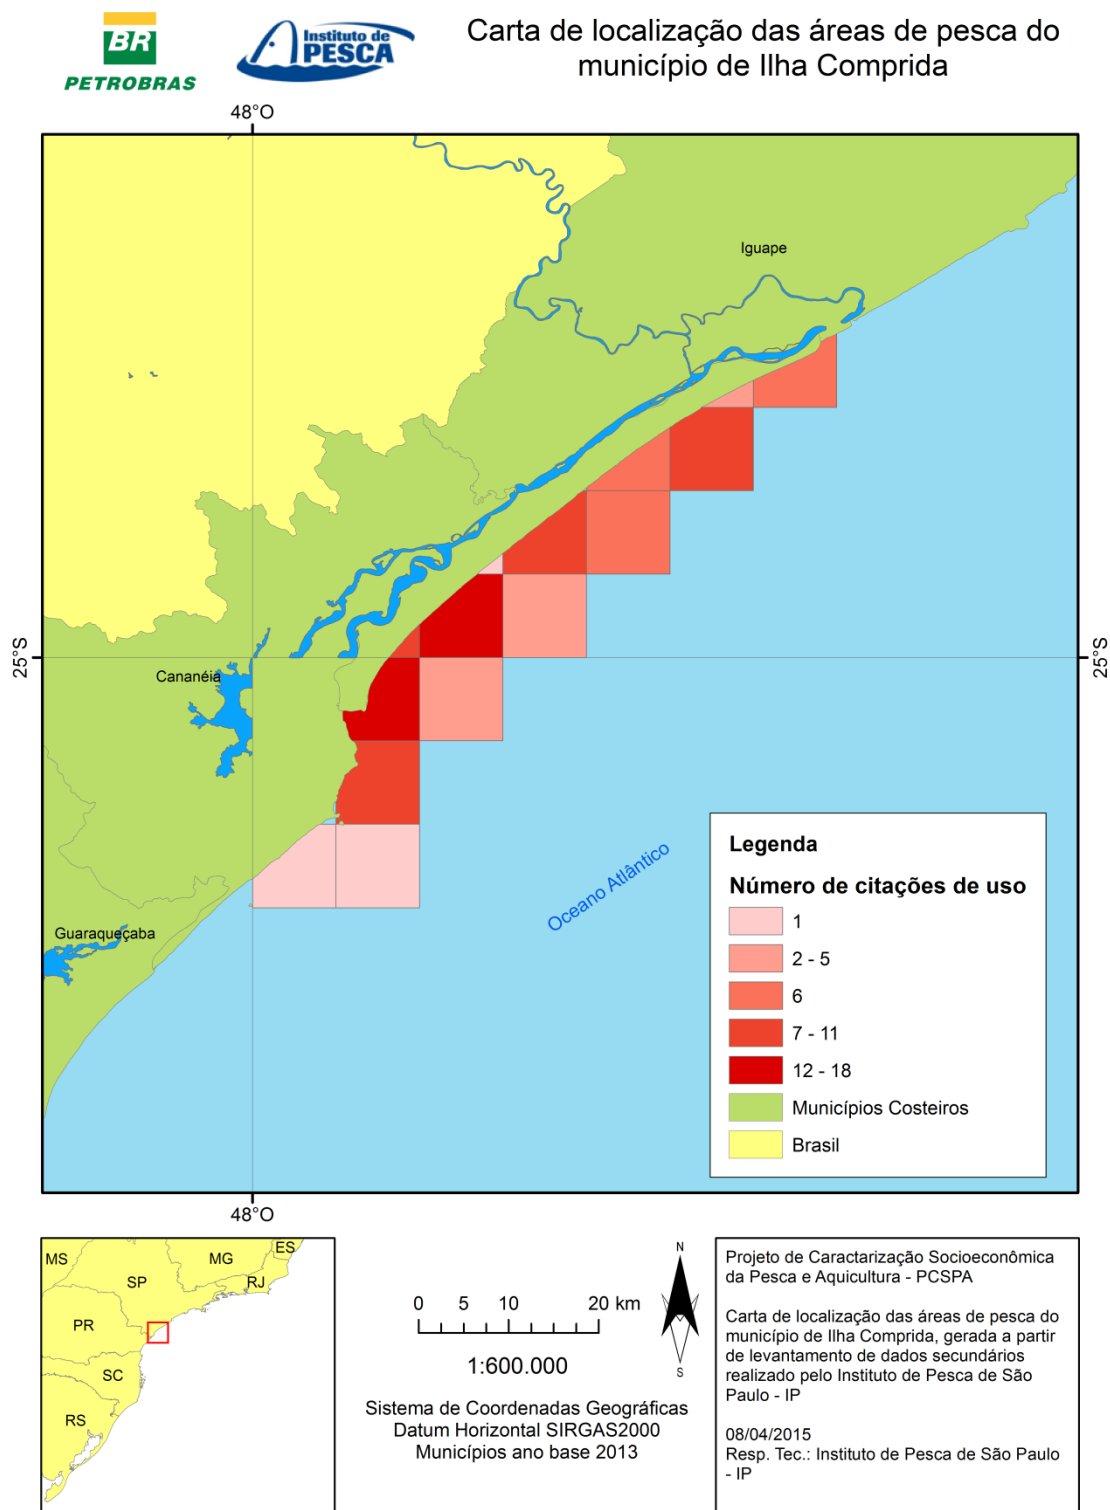 BR
PETROBRAS
Instituto de
PESCA
Carta de localização das áreas de pesca do
município de Ilha Comprida
48°O
Iguape
25°S
25°S
Cananéia
Guaraqueçaba
Oceano Atlântico
Legenda
Número de citações de uso
1
2 - 5
6
7 - 11
12 - 18
Municípios Costeiros
Brasil
48°O
MS
MG
ES
SP
RJ
PR
SC
RS
0 5 10 20 km
1:600.000
Sistema de Coordenadas Geográficas
Datum Horizontal SIRGAS2000
Municípios ano base 2013
N
S
Projeto de Caractarização Socioeconômica
da Pesca e Aquicultura - PCSPA
Carta de localização das áreas de pesca do
município de Ilha Comprida, gerada a partir
de levantamento de dados secundários
realizado pelo Instituto de Pesca de São
Paulo - IP
08/04/2015
Resp. Tec.: Instituto de Pesca de São Paulo
- IP